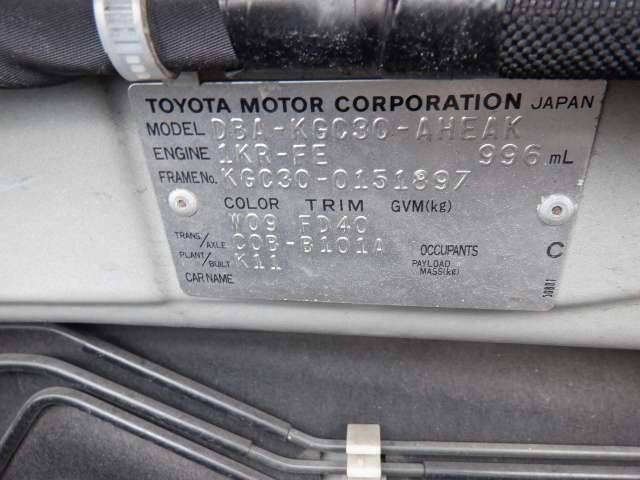 TOYOTA MOTOR CORPORATION JAPAN
MODEL DBA-KGC30-AHEAK
ENGINE 1KR-FE 996 mL
FRAME No. KGC30-0151897
COLOR TRIM GVM(kg)
W09 FD40
TRANS./AXLE C0B-B101A OCCUPANTS C
PLANT/BUILT K11 PAYLOAD MASS(kg)
CAR NAME